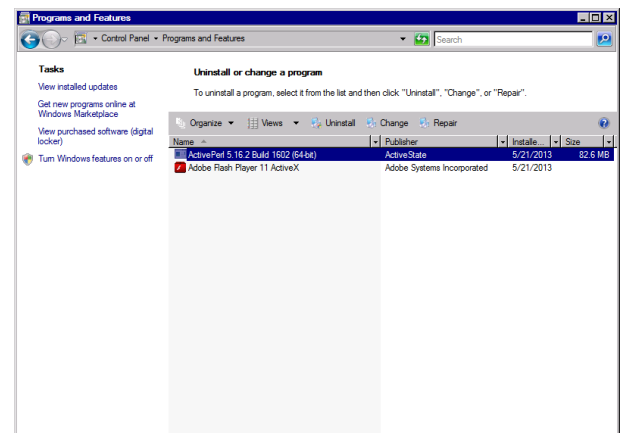 Programs and Features
Control Panel Programs and Features
Search
Tasks
View installed updates
Get new programs online at
Windows Marketplace
View purchased software (digital
locker)
Turn Windows features on or off
Uninstall or change a program
To uninstall a program, select it from the list and then click "Uninstall", "Change", or "Repair".
Organize Views Uninstall Change Repair
Name Publisher Installe... Size
ActivePerl 5.16.2 Build 1602 (64-bit) ActiveState 5/21/2013 82.6 MB
Adobe Flash Player 11 ActiveX Adobe Systems Incorporated 5/21/2013